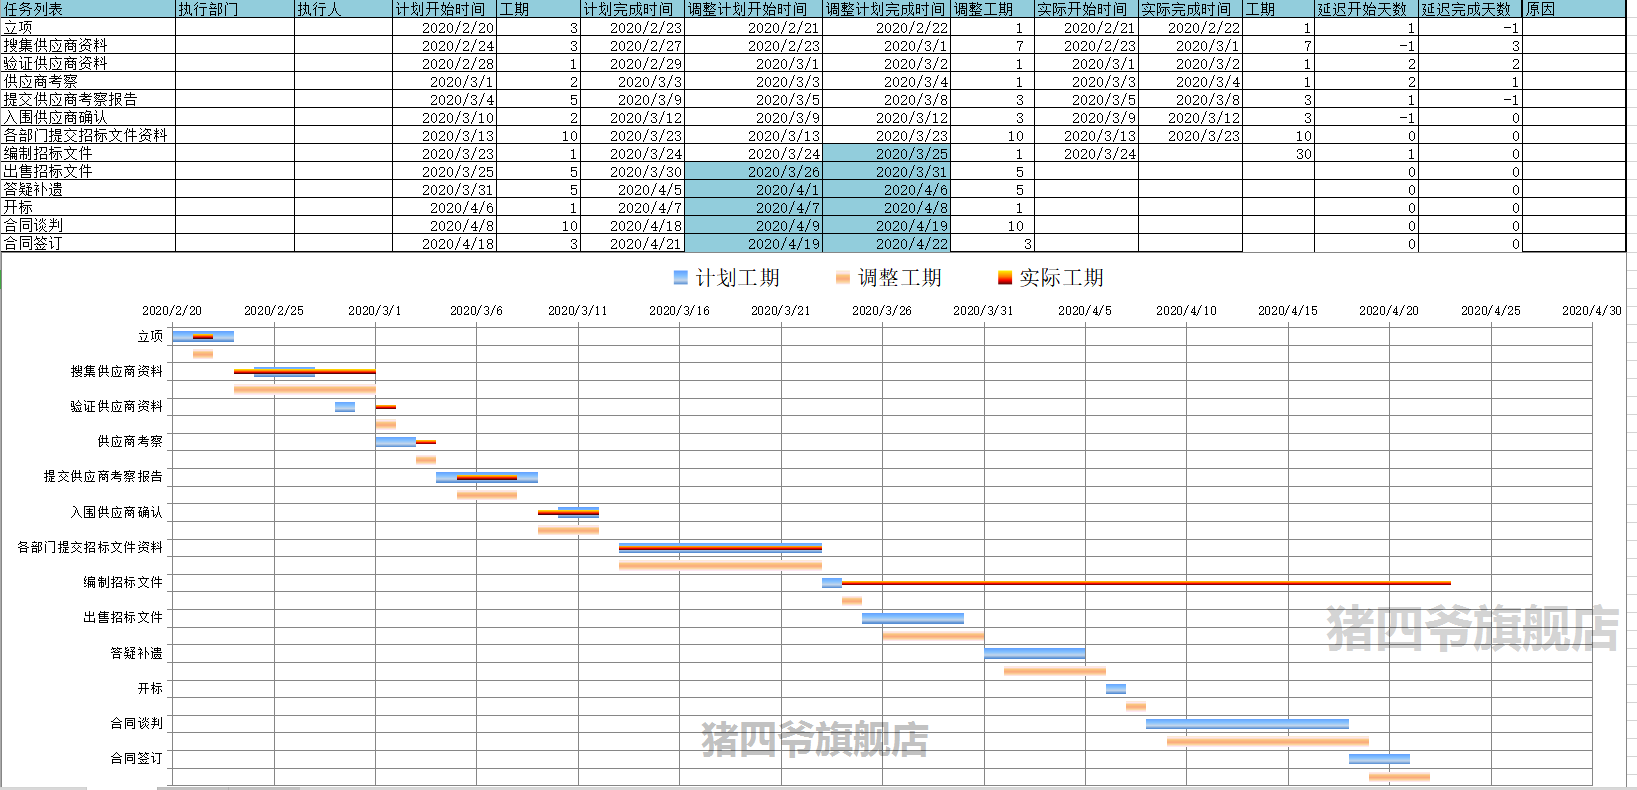 任务列表 执行部门 执行人 计划开始时间 工期 计划完成时间 调整计划开始时间 调整计划完成时间 调整工期 实际开始时间 实际完成时间 工期 延迟开始天数 延迟完成天数 原因
立项 2020/2/20 3 2020/2/23 2020/2/21 2020/2/22 1 2020/2/21 2020/2/22 1 1 -1
搜集供应商资料 2020/2/24 3 2020/2/27 2020/2/23 2020/3/1 7 2020/2/23 2020/3/1 7 -1 3
验证供应商资料 2020/2/28 1 2020/2/29 2020/3/1 2020/3/2 1 2020/3/1 2020/3/2 1 2 2
供应商考察 2020/3/1 2 2020/3/3 2020/3/3 2020/3/4 1 2020/3/3 2020/3/4 1 2 1
提交供应商考察报告 2020/3/4 5 2020/3/9 2020/3/5 2020/3/8 3 2020/3/5 2020/3/8 3 1 -1
入围供应商确认 2020/3/10 2 2020/3/12 2020/3/9 2020/3/12 3 2020/3/9 2020/3/12 3 -1 0
各部门提交招标文件资料 2020/3/13 10 2020/3/23 2020/3/13 2020/3/23 10 2020/3/13 2020/3/23 10 0 0
编制招标文件 2020/3/23 1 2020/3/24 2020/3/24 2020/3/25 1 2020/3/24 30 1 0
出售招标文件 2020/3/25 5 2020/3/30 2020/3/26 2020/3/31 5 0 0
答疑补遗 2020/3/31 5 2020/4/5 2020/4/1 2020/4/6 5 0 0
开标 2020/4/6 1 2020/4/7 2020/4/7 2020/4/8 1 0 0
合同谈判 2020/4/8 10 2020/4/18 2020/4/9 2020/4/19 10 0 0
合同签订 2020/4/18 3 2020/4/21 2020/4/19 2020/4/22 3 0 0
计划工期 调整工期 实际工期
2020/2/20 2020/2/25 2020/3/1 2020/3/6 2020/3/11 2020/3/16 2020/3/21 2020/3/26 2020/3/31 2020/4/5 2020/4/10 2020/4/15 2020/4/20 2020/4/25 2020/4/30
立项
搜集供应商资料
验证供应商资料
供应商考察
提交供应商考察报告
入围供应商确认
各部门提交招标文件资料
编制招标文件
出售招标文件
猪四爷旗舰店
答疑补遗
开标
合同谈判
猪四爷旗舰店
合同签订